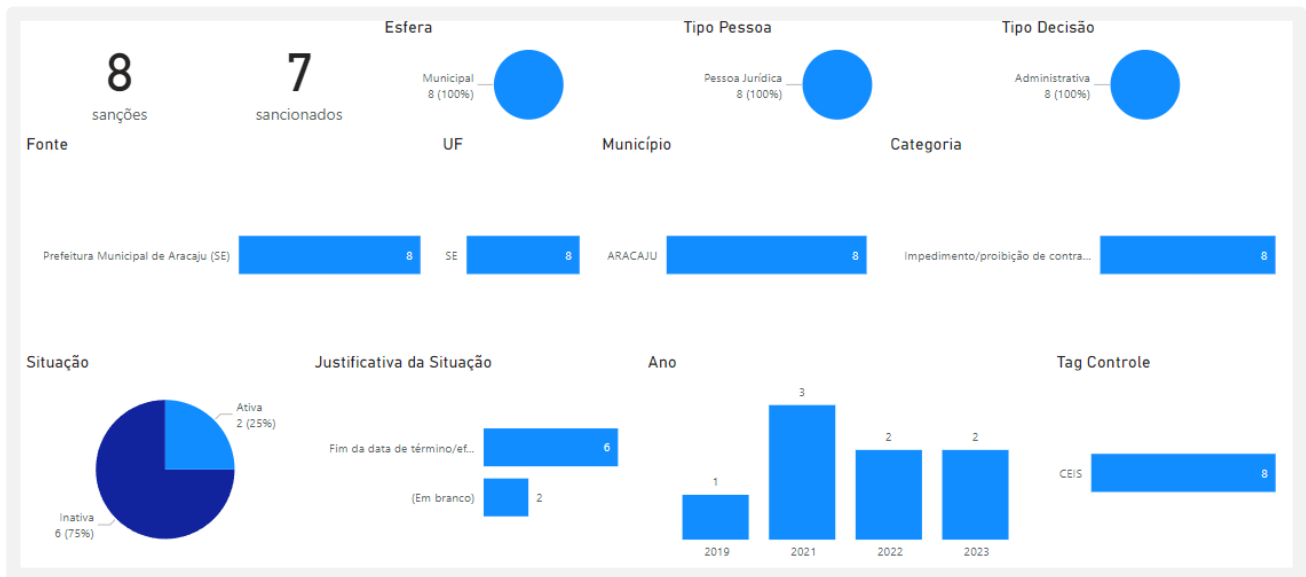 8
sanções
7
sancionados
Esfera
Municipal
8 (100%)
Tipo Pessoa
Pessoa Jurídica
8 (100%)
Tipo Decisão
Administrativa
8 (100%)
Fonte
Prefeitura Municipal de Aracaju (SE)
8
UF
SE
8
Município
ARACAJU
8
Categoria
Impedimento/proibição de contra...
8
Situação
Ativa
2 (25%)
Inativa
6 (75%)
Justificativa da Situação
Fim da data de término/ef...
6
(Em branco)
2
Ano
1
3
2
2
2019
2021
2022
2023
Tag Controle
CEIS
8